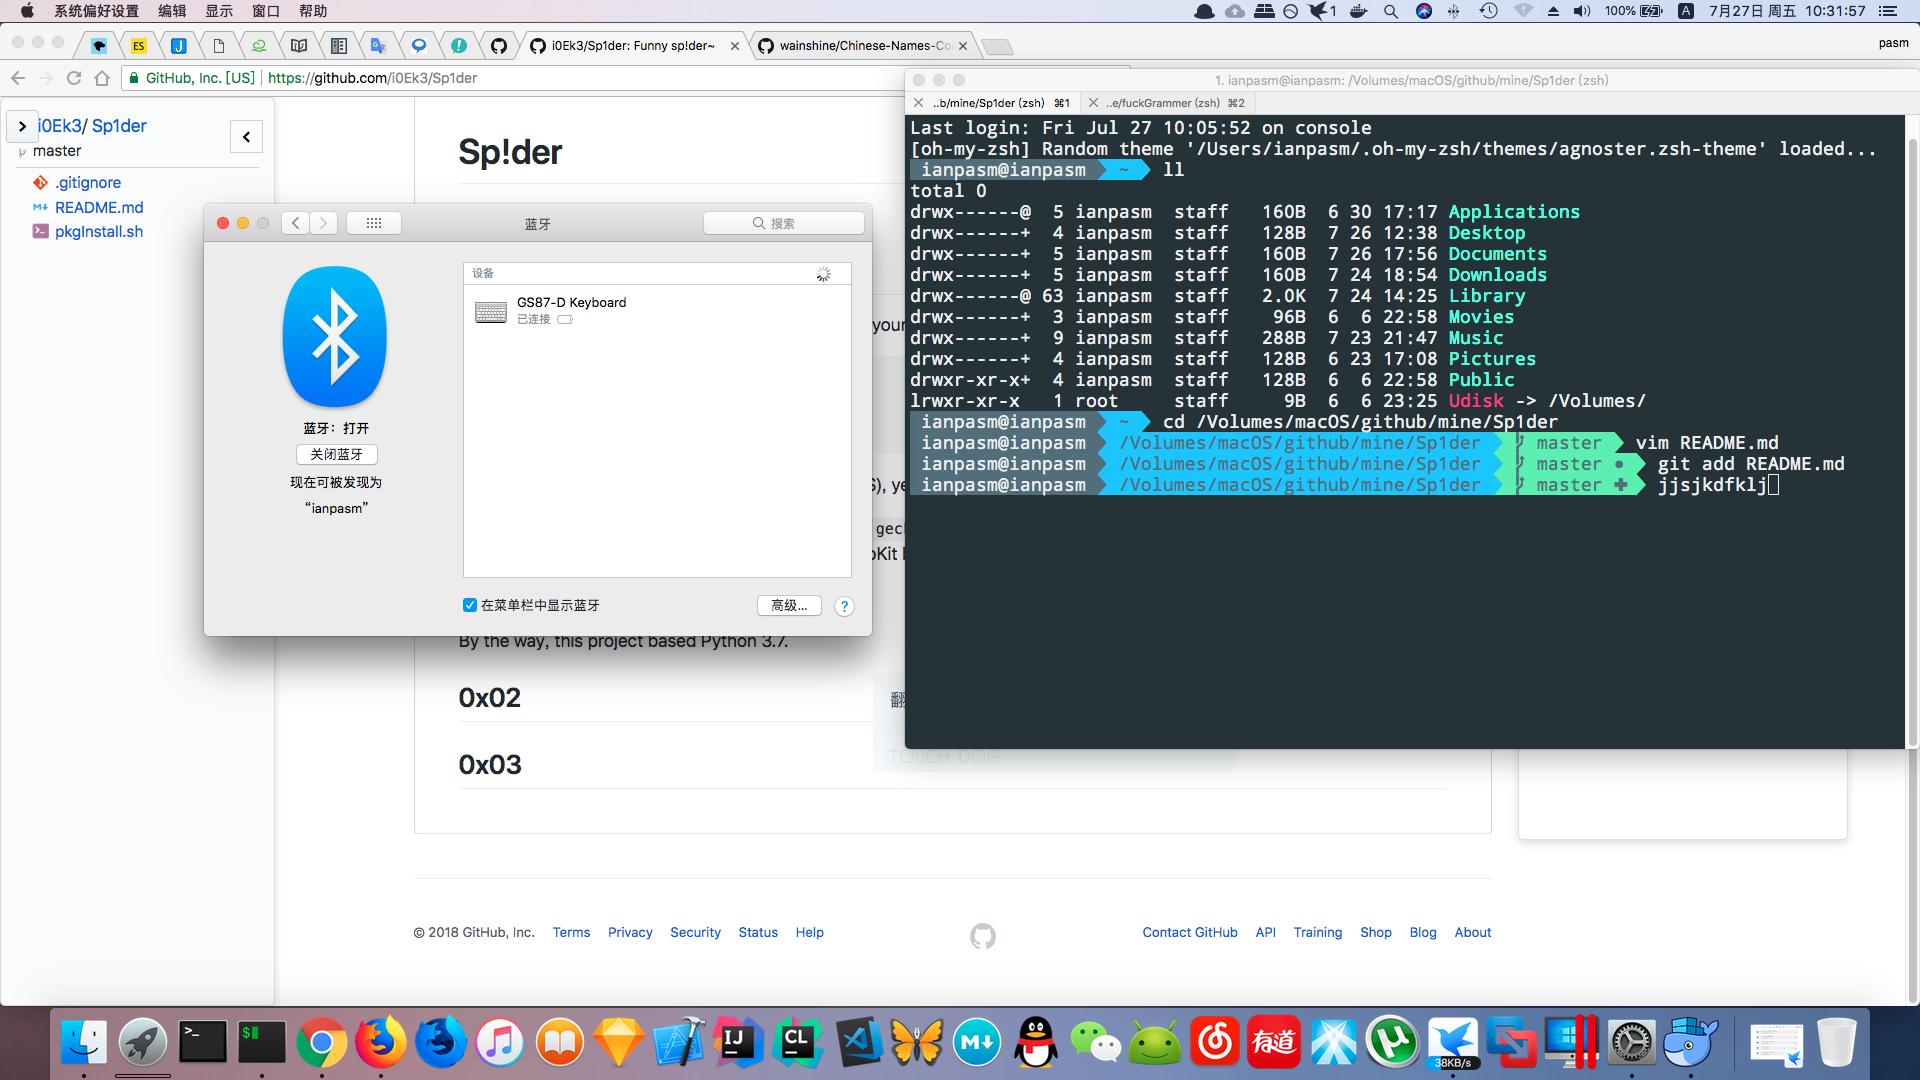 系统偏好设置 编辑 显示 窗口 帮助
1 100% A 7月27日 周五 10:31:57
ES J i0Ek3/Sp1der: Funny sp!der~ wainshine/Chinese-Names-Co
pasm
GitHub, Inc. [US] https://github.com/i0Ek3/Sp1der
i0Ek3/ Sp1der
master
.gitignore
README.md
pkgInstall.sh
Sp!der
蓝牙
搜索
设备
GS87-D Keyboard
已连接
蓝牙：打开
关闭蓝牙
现在可被发现为
“ianpasm”
在菜单栏中显示蓝牙
高级...
?
By the way, this project based Python 3.7.
0x02
0x03
TOUCH DOG
1. ianpasm@ianpasm: /Volumes/macOS/github/mine/Sp1der (zsh)
..b/mine/Sp1der (zsh) ⌘1 ..e/fuckGrammer (zsh) ⌘2
Last login: Fri Jul 27 10:05:52 on console
[oh-my-zsh] Random theme '/Users/ianpasm/.oh-my-zsh/themes/agnoster.zsh-theme' loaded...
ianpasm@ianpasm ~ ll
total 0
drwx------@ 5 ianpasm staff 160B 6 30 17:17 Applications
drwx------+ 4 ianpasm staff 128B 7 26 12:38 Desktop
drwx------+ 5 ianpasm staff 160B 7 26 17:56 Documents
drwx------+ 5 ianpasm staff 160B 7 24 18:54 Downloads
drwx------@ 63 ianpasm staff 2.0K 7 24 14:25 Library
drwx------+ 3 ianpasm staff 96B 6 6 22:58 Movies
drwx------+ 9 ianpasm staff 288B 7 23 21:47 Music
drwx------+ 4 ianpasm staff 128B 6 23 17:08 Pictures
drwxr-xr-x+ 4 ianpasm staff 128B 6 6 22:58 Public
lrwxr-xr-x 1 root staff 9B 6 6 23:25 Udisk -> /Volumes/
ianpasm@ianpasm ~ cd /Volumes/macOS/github/mine/Sp1der
ianpasm@ianpasm /Volumes/macOS/github/mine/Sp1der master vim README.md
ianpasm@ianpasm /Volumes/macOS/github/mine/Sp1der master ● git add README.md
ianpasm@ianpasm /Volumes/macOS/github/mine/Sp1der master ✚ jjsjkdfklj
© 2018 GitHub, Inc. Terms Privacy Security Status Help
Contact GitHub API Training Shop Blog About
>_ $ IJ CL M 有道 µ 38KB/s